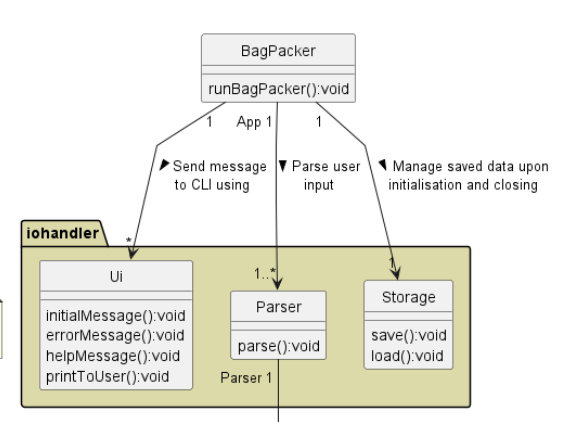 BagPacker
runBagPacker():void
1
App 1
1
Send message
to CLI using
Parse user
input
Manage saved data upon
initialisation and closing
*
1..*
1
iohandler
Ui
initialMessage():void
errorMessage():void
helpMessage():void
printToUser():void
Parser
parse():void
Storage
save():void
load():void
Parser 1